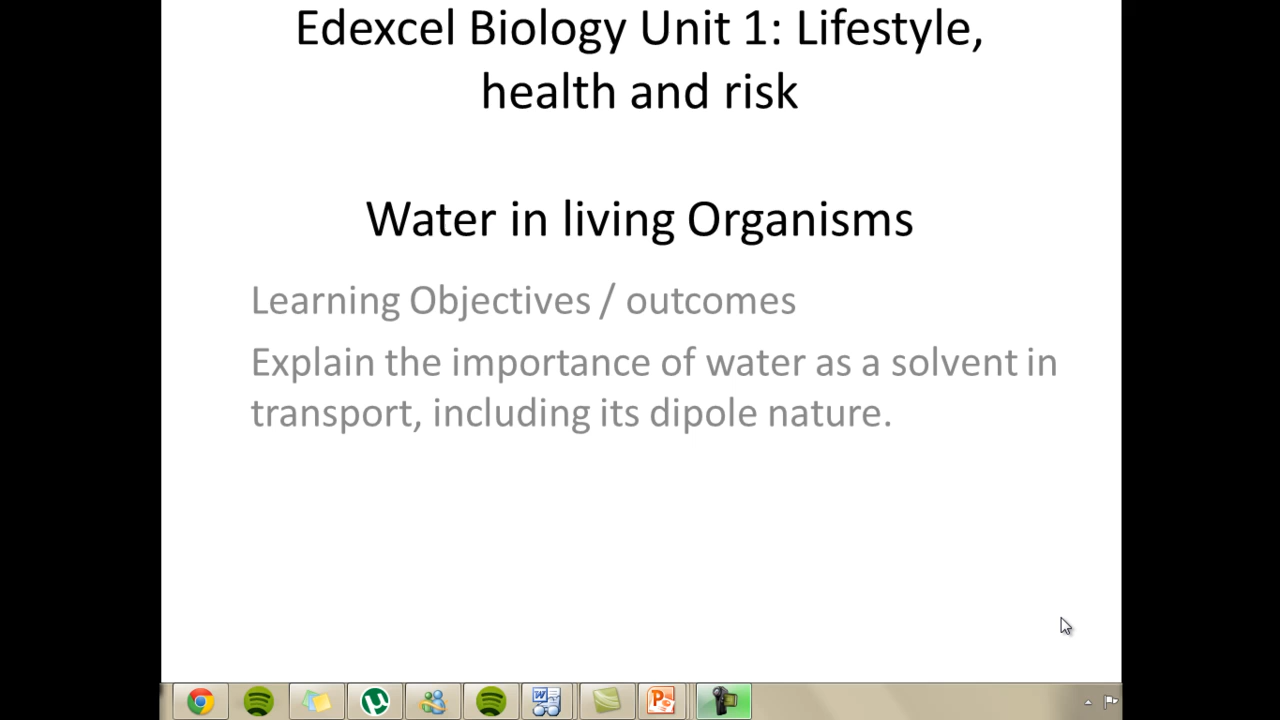 Edexcel Biology Unit 1: Lifestyle,
health and risk
Water in living Organisms
Learning Objectives / outcomes
Explain the importance of water as a solvent in
transport, including its dipole nature.